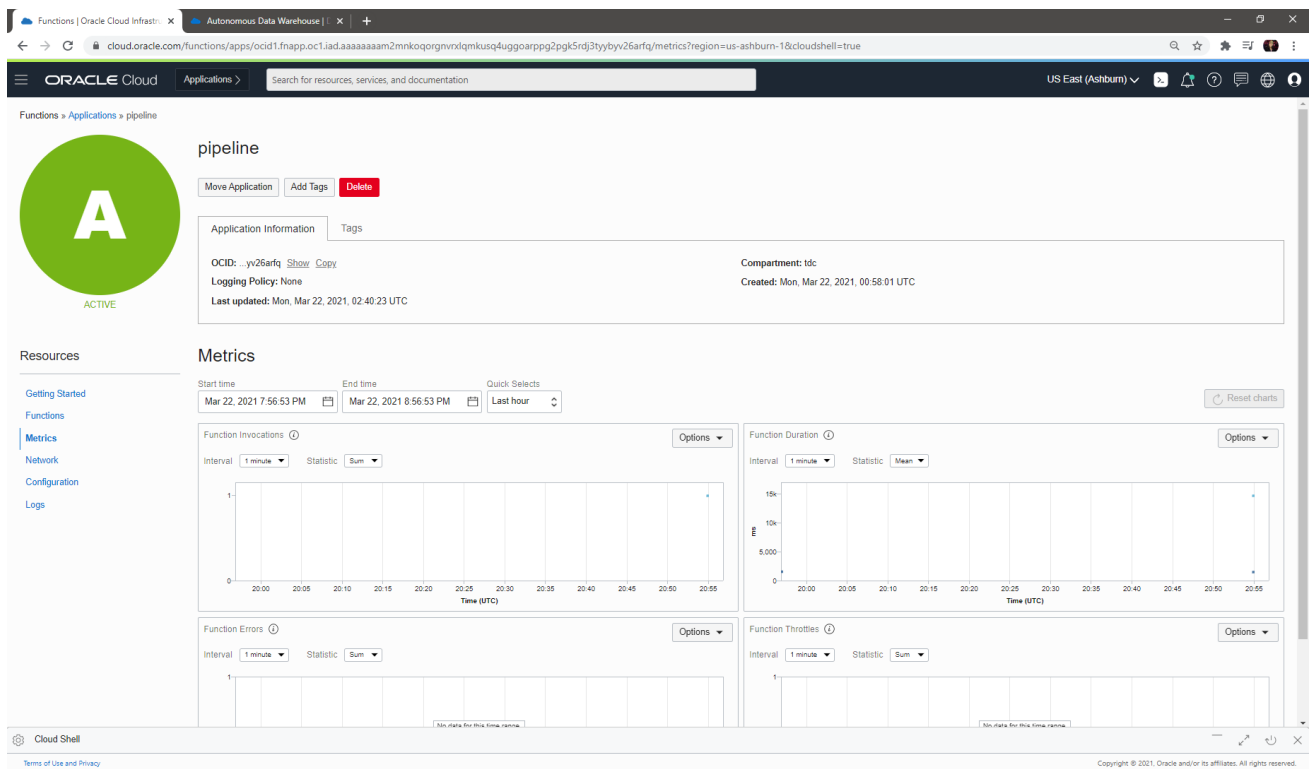 Functions | Oracle Cloud Infrastru
Autonomous Data Warehouse |
cloud.oracle.com/functions/apps/ocid1.fnapp.oc1.iad.aaaaaaaam2mnkoqorgnvrxlqmkusq4uggoarppg2pgk5rdj3tyybyv26arfq/metrics?region=us-ashburn-1&cloudshell=true
ORACLE Cloud
Applications >
Search for resources, services, and documentation
US East (Ashburn)
Functions » Applications » pipeline
A
ACTIVE
pipeline
Move Application Add Tags Delete
Application Information Tags
OCID: ...yv26arfq Show Copy
Compartment: tdc
Logging Policy: None
Created: Mon, Mar 22, 2021, 00:58:01 UTC
Last updated: Mon, Mar 22, 2021, 02:40:23 UTC
Resources
Getting Started
Functions
Metrics
Network
Configuration
Logs
Metrics
Start time End time Quick Selects
Mar 22, 2021 7:56:53 PM Mar 22, 2021 8:56:53 PM Last hour Reset charts
Function Invocations Options
Interval 1 minute Statistic Sum
1
0
20:00 20:05 20:10 20:15 20:20 20:25 20:30 20:35 20:40 20:45 20:50 20:55
Time (UTC)
Function Duration Options
Interval 1 minute Statistic Mean
15k
10k
5.000
0
ms
20:00 20:05 20:10 20:15 20:20 20:25 20:30 20:35 20:40 20:45 20:50 20:55
Time (UTC)
Function Errors Options
Interval 1 minute Statistic Sum
1
No data for this time range
Function Throttles Options
Interval 1 minute Statistic Sum
1
No data for this time range
Cloud Shell
Terms of Use and Privacy
Copyright © 2021, Oracle and/or its affiliates. All rights reserved.